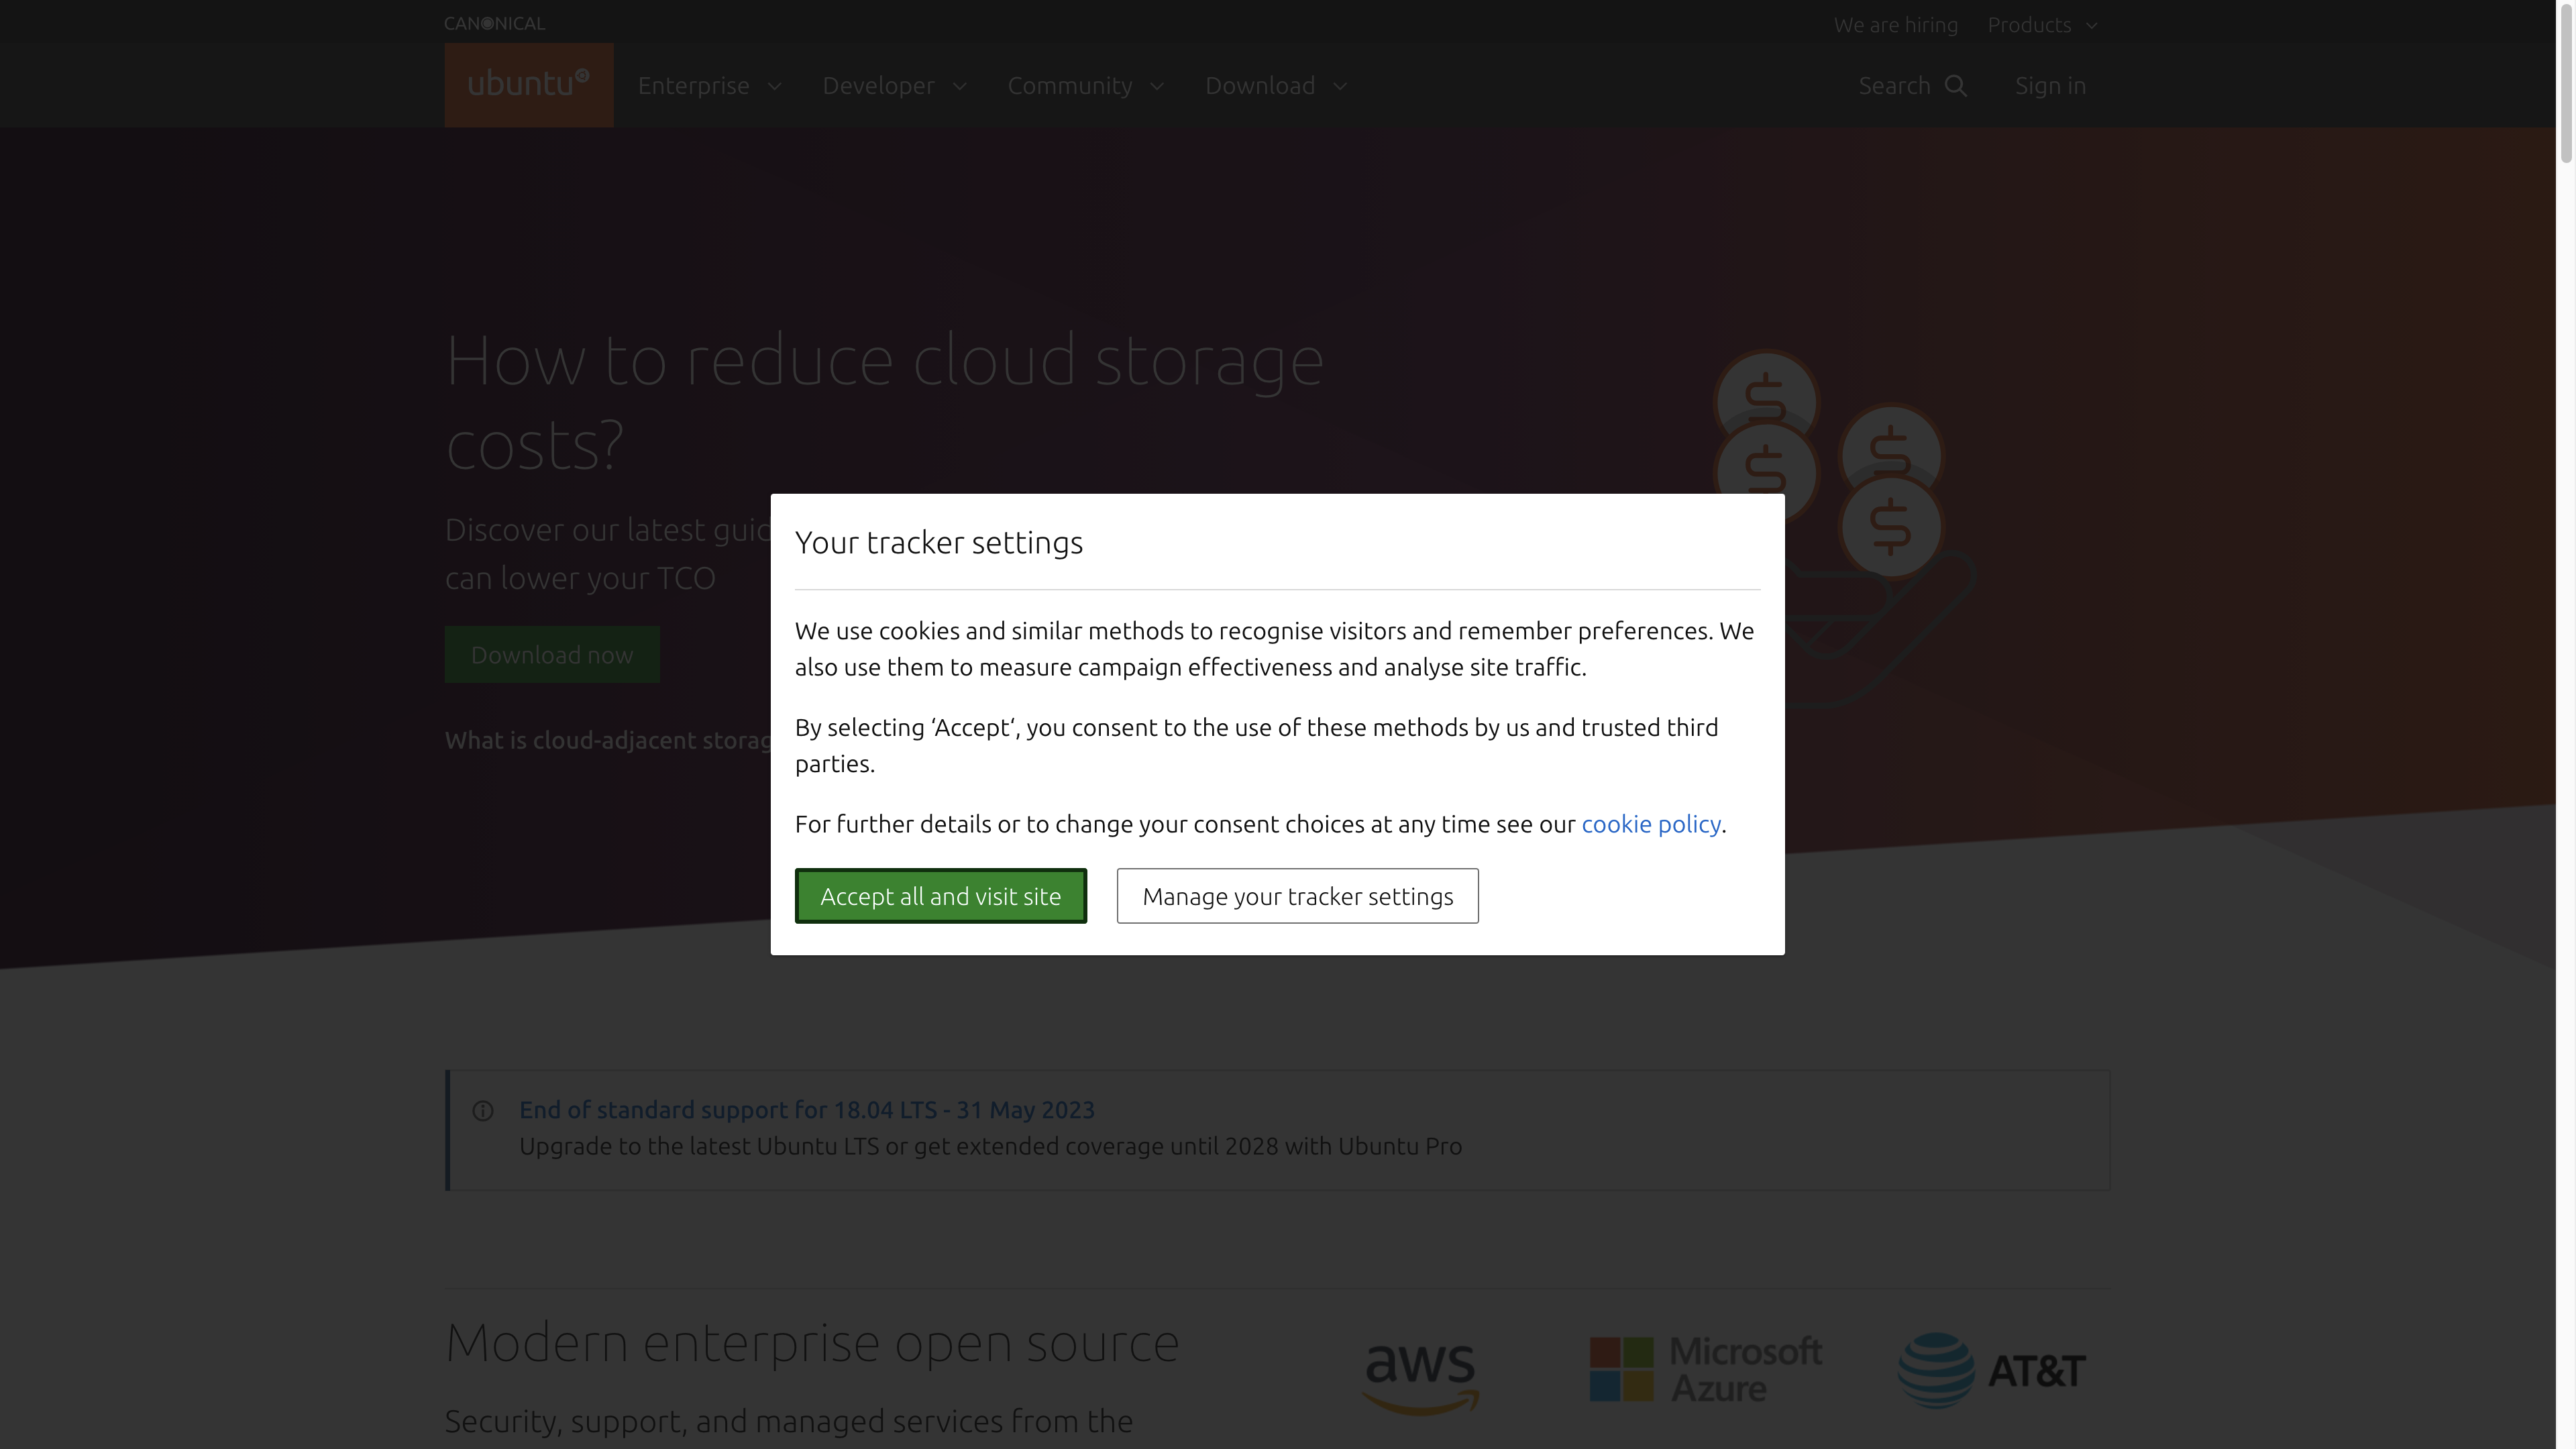 CANONICAL
We are hiring
Products
ubuntu
Enterprise
Developer
Community
Download
Search
Sign in
How to reduce cloud storage
costs?
Discover our latest
can lower your TCO
Download now
What is cloud-adjacent
Your tracker settings
We use cookies and similar methods to recognise visitors and remember preferences. We
also use them to measure campaign effectiveness and analyse site traffic.
By selecting ‘Accept‘, you consent to the use of these methods by us and trusted third
parties.
For further details or to change your consent choices at any time see our cookie policy.
Accept all and visit site
Manage your tracker settings
End of standard support for 18.04 LTS - 31 May 2023
Upgrade to the latest Ubuntu LTS or get extended coverage until 2028 with Ubuntu Pro
Modern enterprise open source
Security, support, and managed services from the
aws
Microsoft
Azure
AT&T